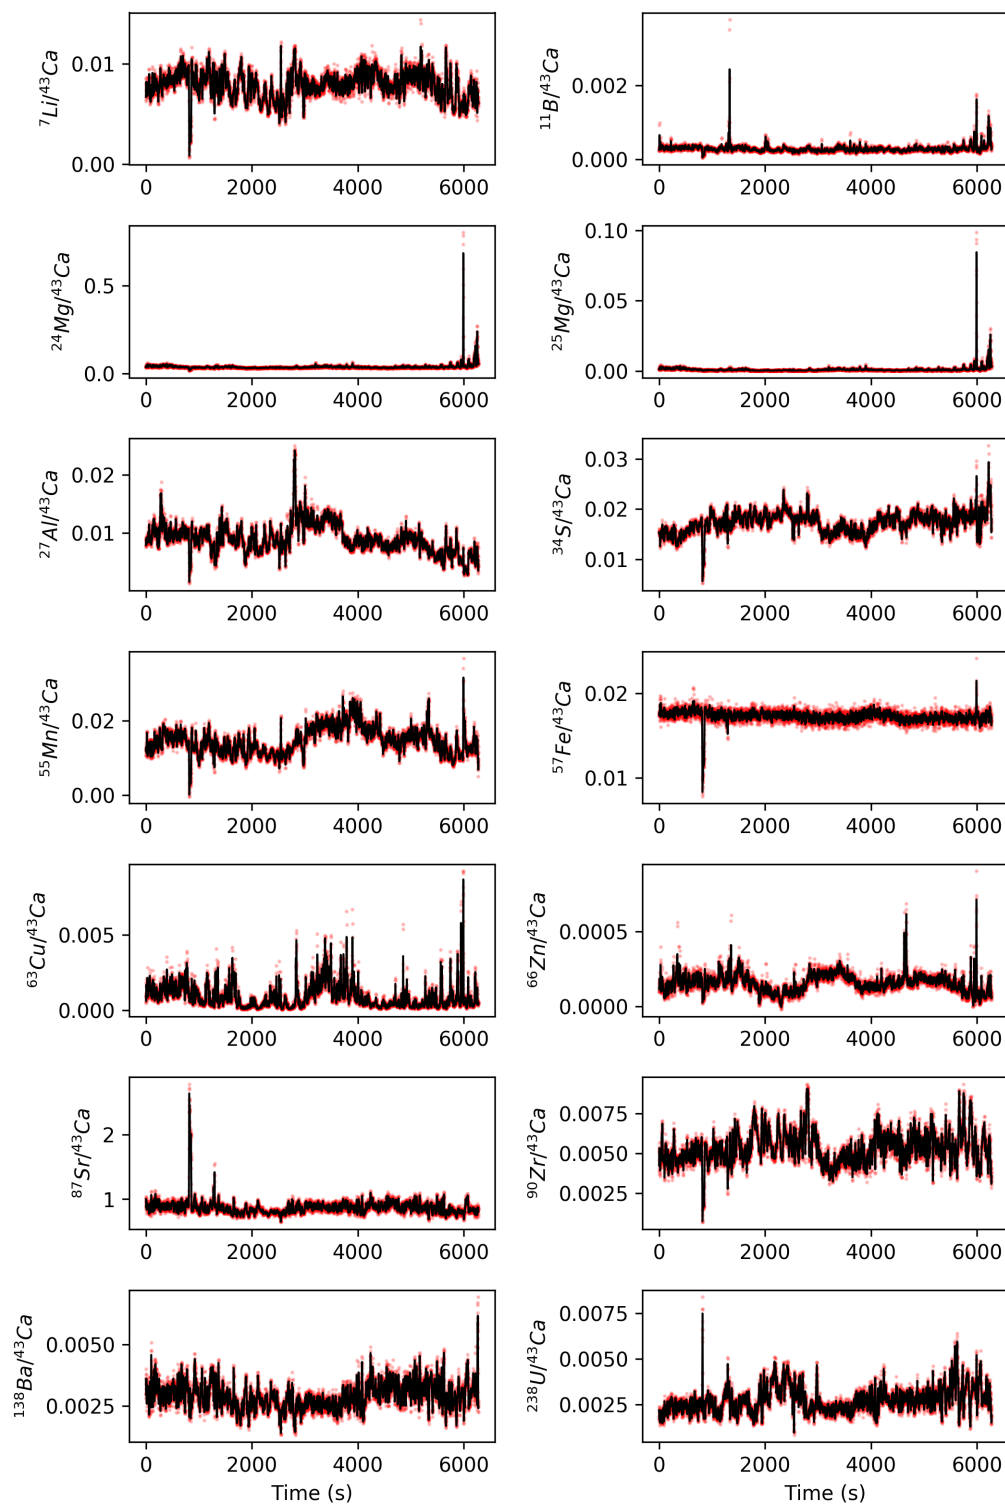 ⁷Li/⁴³Ca
0.01
0.00
0 2000 4000 6000
¹¹B/⁴³Ca
0.002
0.000
0 2000 4000 6000
²⁴Mg/⁴³Ca
0.5
0.0
0 2000 4000 6000
²⁵Mg/⁴³Ca
0.10
0.05
0.00
0 2000 4000 6000
²⁷Al/⁴³Ca
0.02
0.01
0 2000 4000 6000
³⁴S/⁴³Ca
0.03
0.02
0.01
0 2000 4000 6000
⁵⁵Mn/⁴³Ca
0.02
0.00
0 2000 4000 6000
⁵⁷Fe/⁴³Ca
0.02
0.01
0 2000 4000 6000
⁶³Cu/⁴³Ca
0.005
0.000
0 2000 4000 6000
⁶⁶Zn/⁴³Ca
0.0005
0.0000
0 2000 4000 6000
⁸⁷Sr/⁴³Ca
2
1
0 2000 4000 6000
⁹⁰Zr/⁴³Ca
0.0075
0.0050
0.0025
0 2000 4000 6000
¹³⁸Ba/⁴³Ca
0.0050
0.0025
0 2000 4000 6000
Time (s)
²³⁸U/⁴³Ca
0.0075
0.0050
0.0025
0 2000 4000 6000
Time (s)